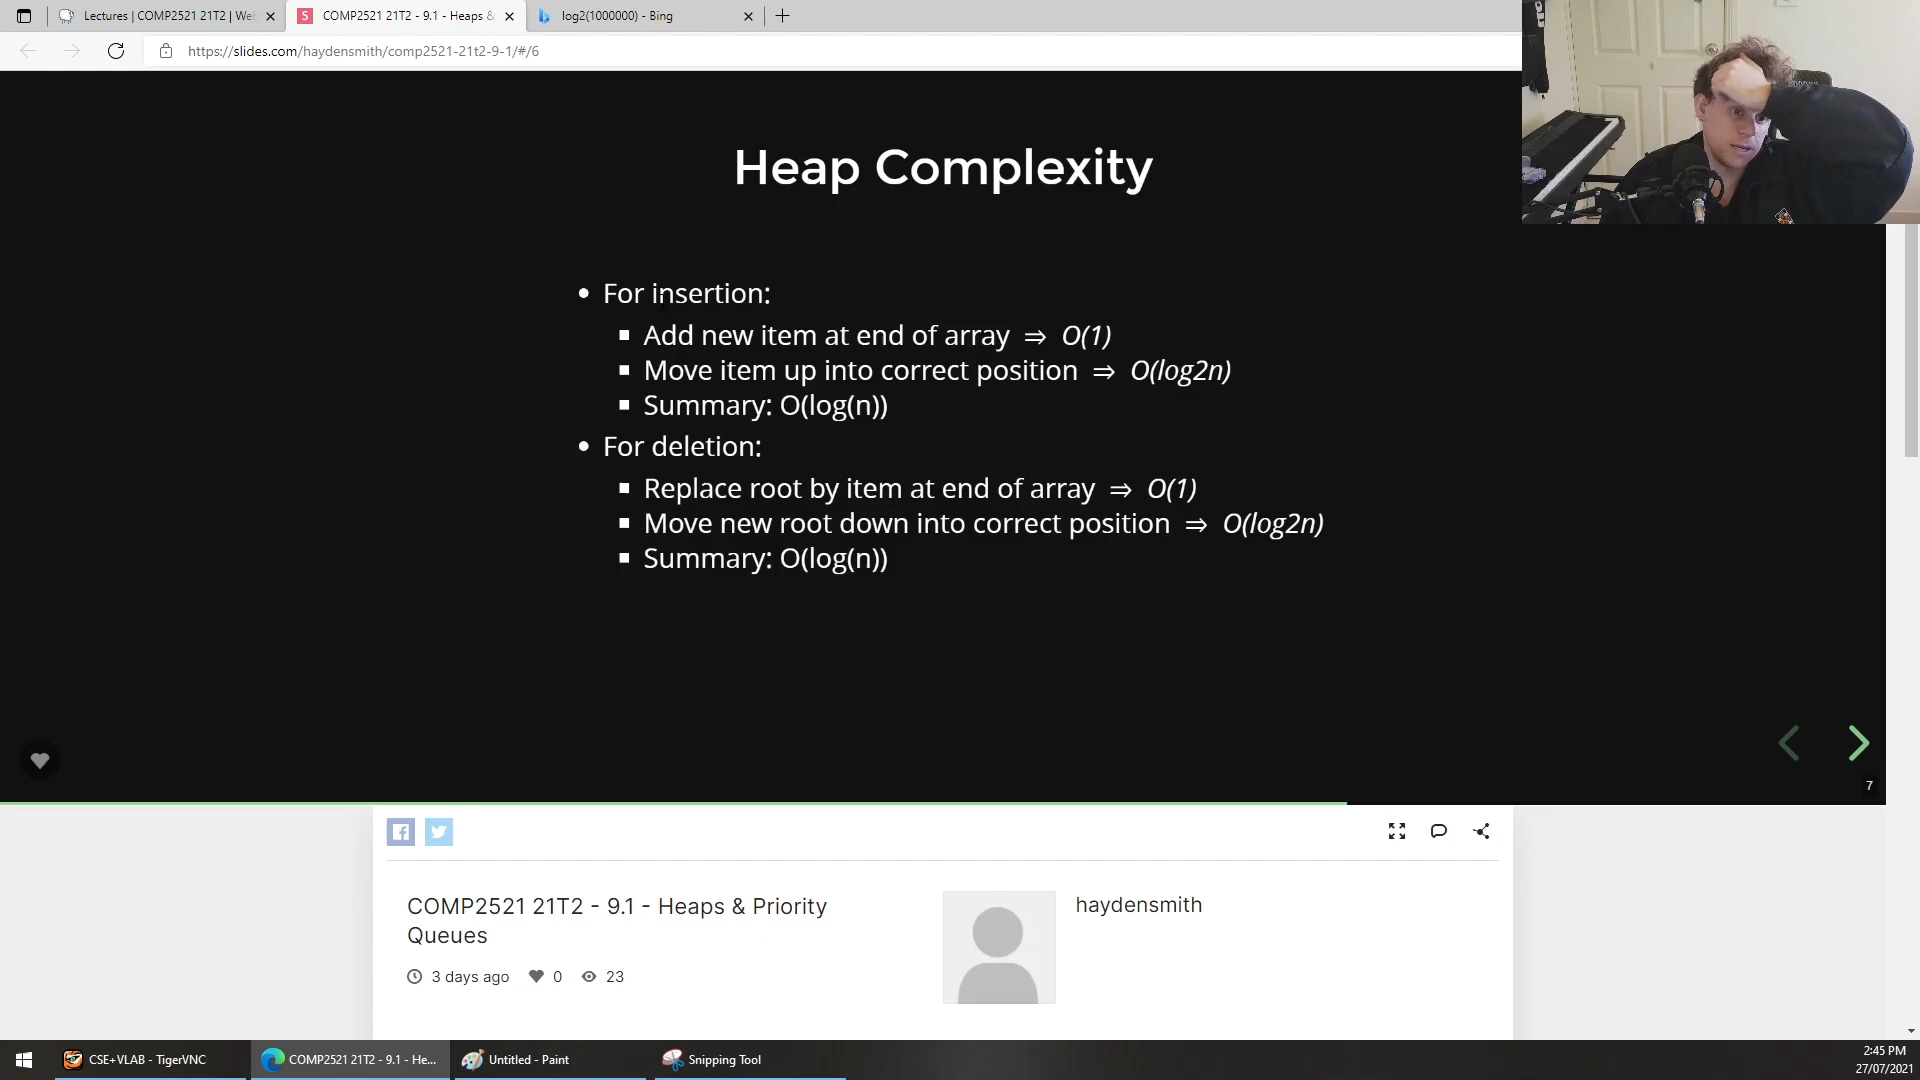 Lectures | COMP2521 21T2 | We
COMP2521 21T2 - 9.1 - Heaps &
log2(1000000) - Bing
https://slides.com/haydensmith/comp2521-21t2-9-1/#/6
Heap Complexity
• For insertion:
▪ Add new item at end of array ⇒ O(1)
▪ Move item up into correct position ⇒ O(log2n)
▪ Summary: O(log(n))
• For deletion:
▪ Replace root by item at end of array ⇒ O(1)
▪ Move new root down into correct position ⇒ O(log2n)
▪ Summary: O(log(n))
7
COMP2521 21T2 - 9.1 - Heaps & Priority
Queues
haydensmith
3 days ago 0 23
CSE+VLAB - TigerVNC
COMP2521 21T2 - 9.1 - He...
Untitled - Paint
Snipping Tool
2:45 PM
27/07/2021